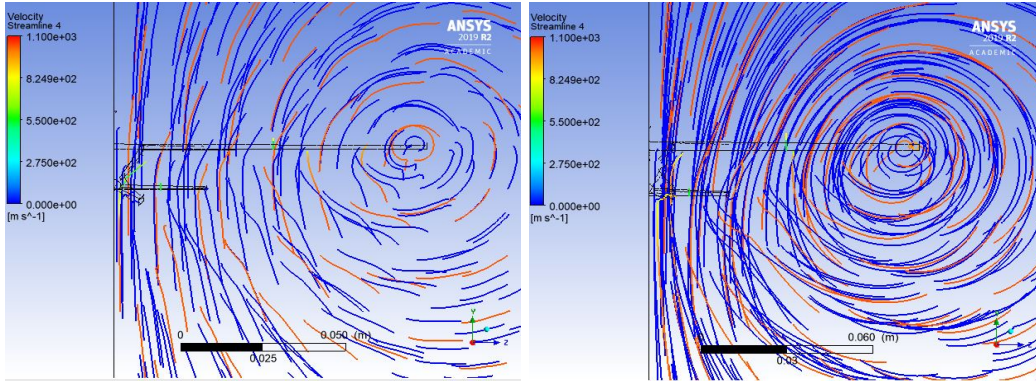 Velocity
Streamline 4
1.100e+03
8.249e+02
5.500e+02
2.750e+02
0.000e+00
[m s^-1]
ANSYS
2019 R2
ACADEMIC
0
0.050 (m)
0.025
Y
Z
Velocity
Streamline 4
1.100e+03
8.249e+02
5.500e+02
2.750e+02
0.000e+00
[m s^-1]
ANSYS
2019 R2
ACADEMIC
0.060 (m)
0.03